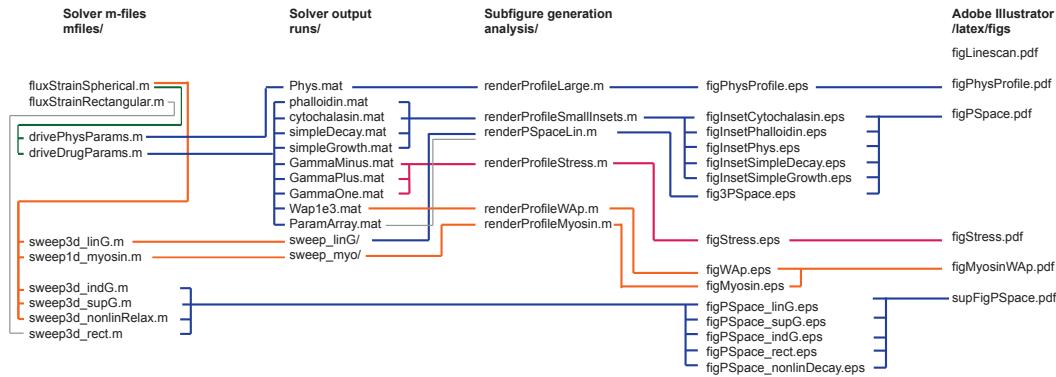 Solver m-files
mfiles/
fluxStrainSpherical.m
fluxStrainRectangular.m
drivePhysParams.m
driveDrugParams.m
sweep3d_linG.m
sweep1d_myosin.m
sweep3d_indG.m
sweep3d_supG.m
sweep3d_nonlinRelax.m
sweep3d_rect.m
Solver output
runs/
Phys.mat
phalloidin.mat
cytochalasin.mat
simpleDecay.mat
simpleGrowth.mat
GammaMinus.mat
GammaPlus.mat
GammaOne.mat
Wap1e3.mat
ParamArray.mat
sweep_linG/
sweep_myo/
Subfigure generation
analysis/
renderProfileLarge.m
renderProfileSmallInsets.m
renderPSpaceLin.m
renderProfileStress.m
renderProfileWAp.m
renderProfileMyosin.m
figPhysProfile.eps
figInsetCytochalasin.eps
figInsetPhalloidin.eps
figInsetPhys.eps
figInsetSimpleDecay.eps
figInsetSimpleGrowth.eps
fig3PSpace.eps
figStress.eps
figWAp.eps
figMyosin.eps
figPSpace_linG.eps
figPSpace_supG.eps
figPSpace_indG.eps
figPSpace_rect.eps
figPSpace_nonlinDecay.eps
Adobe Illustrator
/latex/figs
figLinescan.pdf
figPhysProfile.pdf
figPSpace.pdf
figStress.pdf
figMyosinWAp.pdf
supFigPSpace.pdf